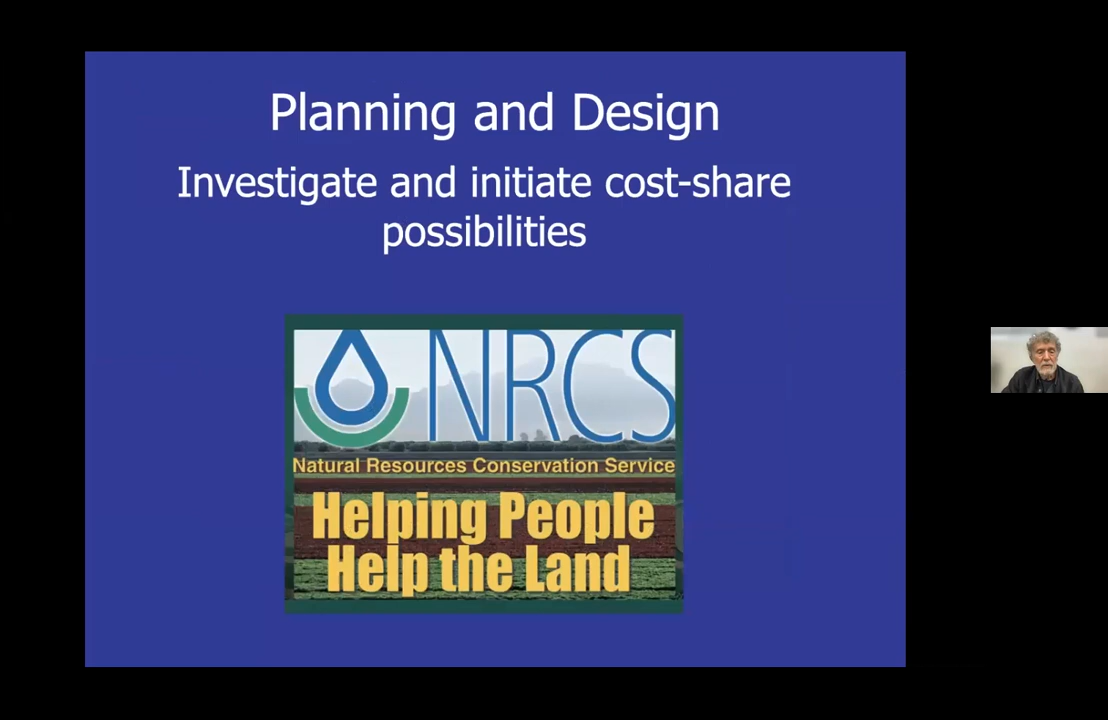 Planning and Design
Investigate and initiate cost-share
possibilities
NRCS
Natural Resources Conservation Service
Helping People
Help the Land